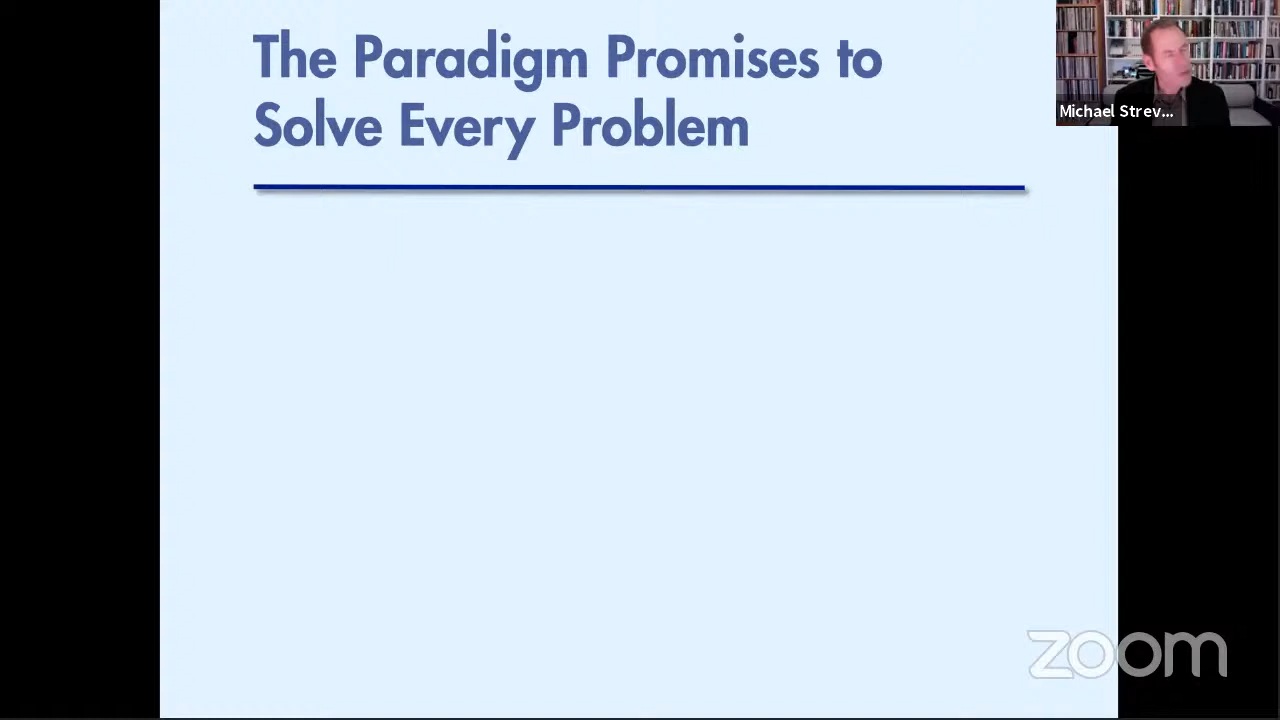 The Paradigm Promises to
Solve Every Problem
Michael Strev...
zoom